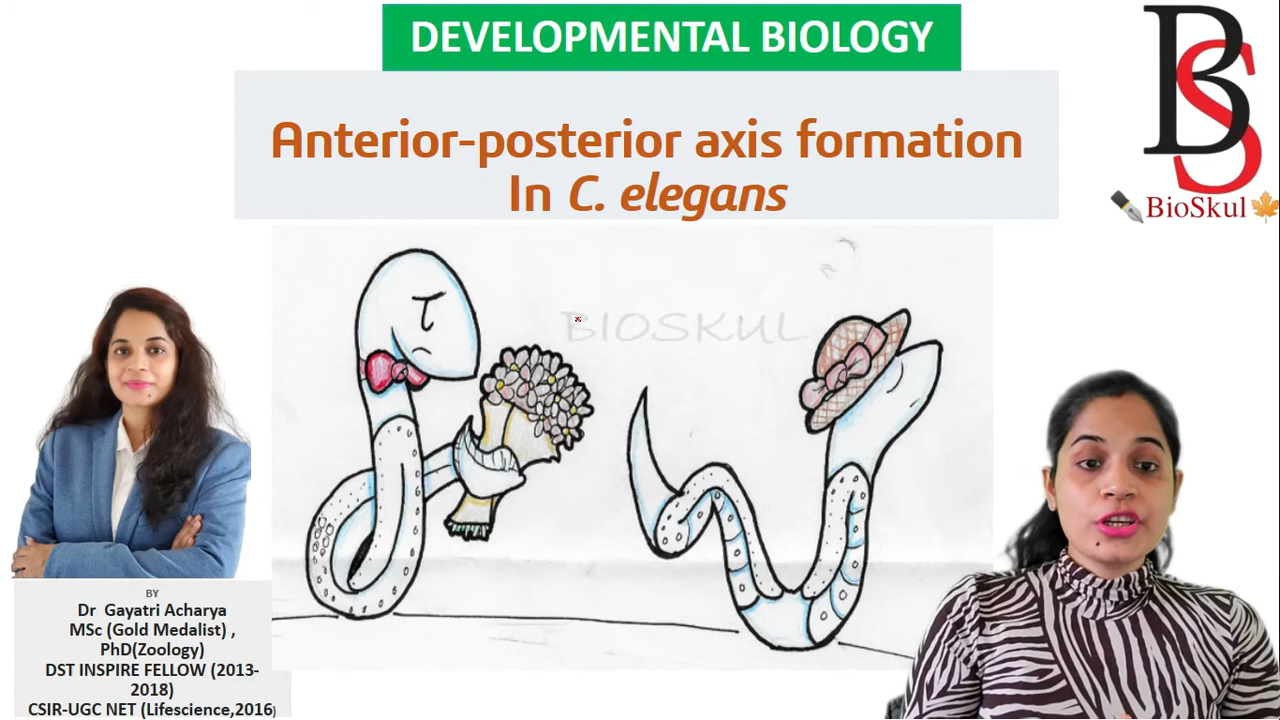 DEVELOPMENTAL BIOLOGY
Anterior-posterior axis formation
In C. elegans
BS
BioSkul
BIOSKUL
BY
Dr Gayatri Acharya
MSc (Gold Medalist) ,
PhD(Zoology)
DST INSPIRE FELLOW (2013-
2018)
CSIR-UGC NET (Lifescience,2016)